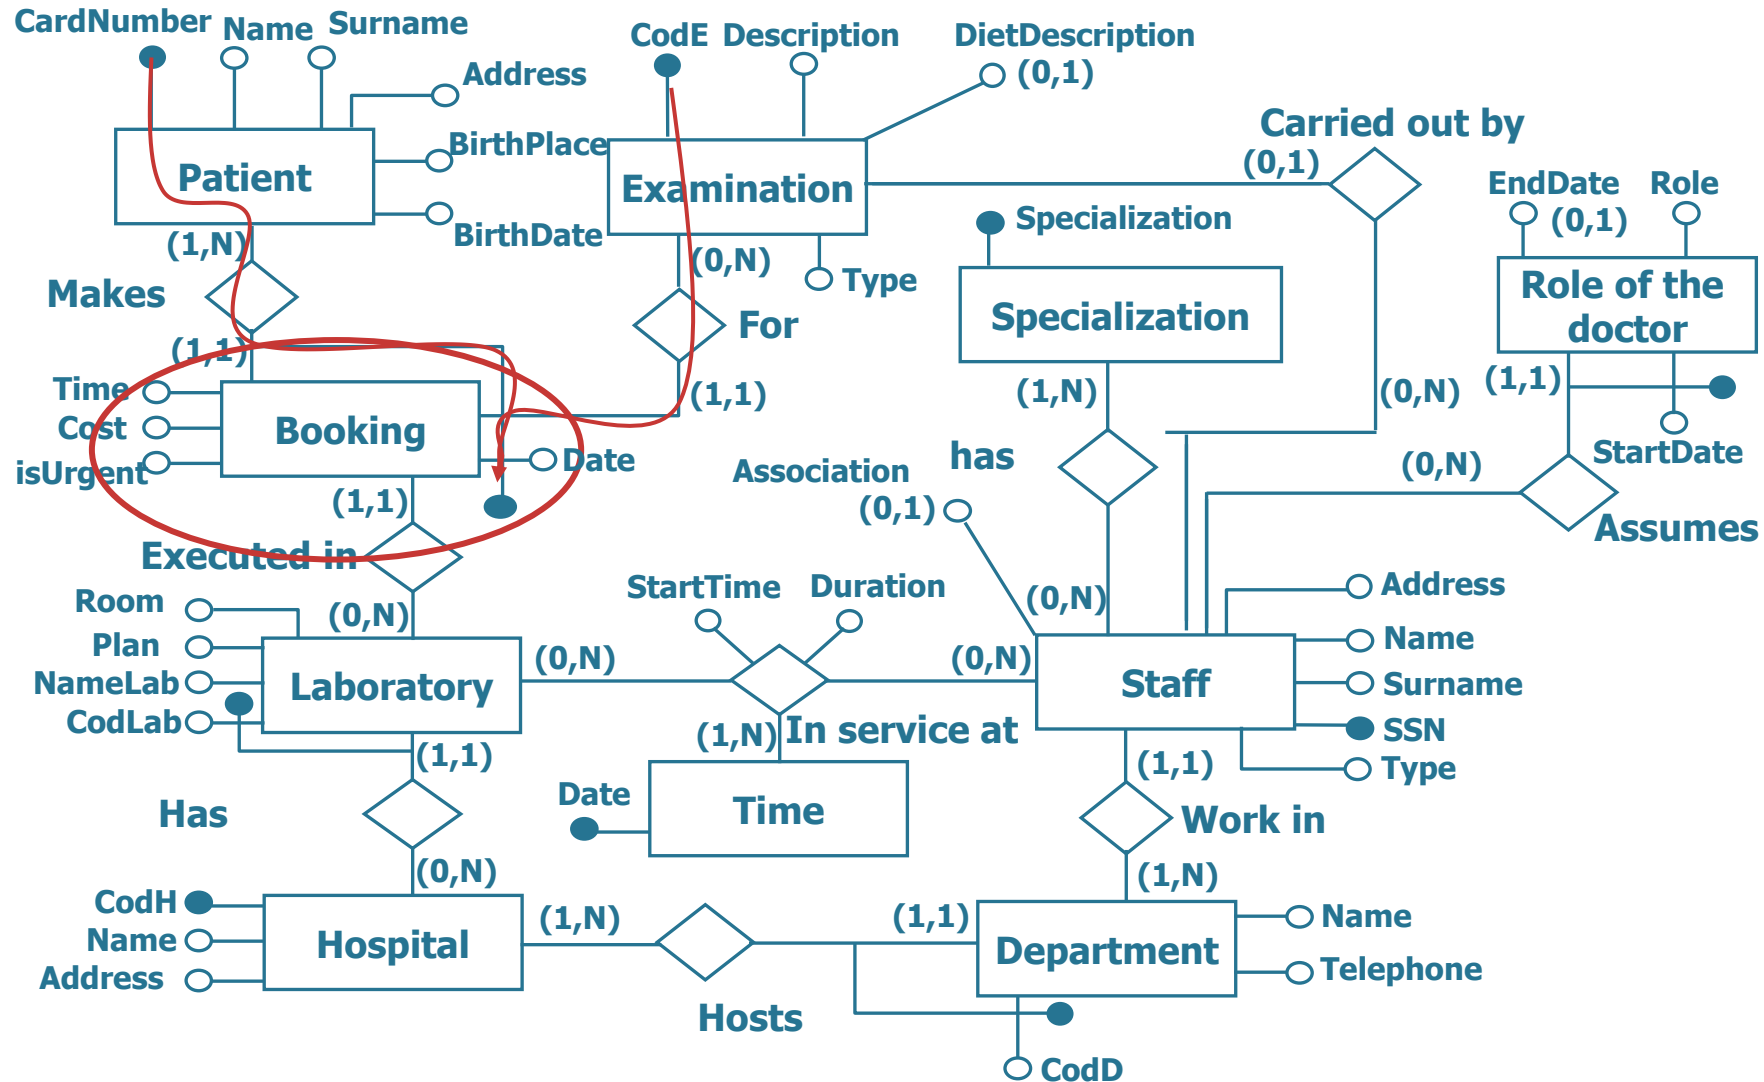 CardNumber
Name
Surname
Address
BirthPlace
BirthDate
Patient
(1,N)
Makes
(1,1)
CodE
Description
DietDescription
(0,1)
Examination
(0,N)
Type
For
(1,1)
Carried out by
(0,1)
(0,N)
Specialization
Specialization
(1,N)
has
(0,N)
EndDate
(0,1)
Role
Role of the
doctor
(1,1)
StartDate
(0,N)
Assumes
Time
Cost
isUrgent
Booking
Date
(1,1)
Executed in
(0,N)
Association
(0,1)
Room
Plan
NameLab
CodLab
Laboratory
(0,N)
StartTime
Duration
(0,N)
In service at
(1,N)
Date
Time
Staff
Address
Name
Surname
SSN
Type
(1,1)
Work in
(1,N)
(1,1)
Has
(0,N)
CodH
Name
Address
Hospital
(1,N)
Hosts
(1,1)
Department
Name
Telephone
CodD